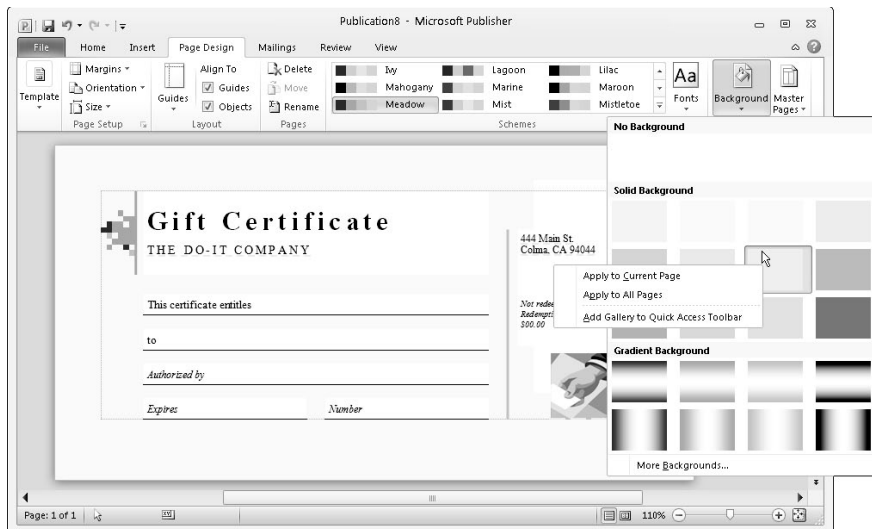 Publication8 - Microsoft Publisher
File Home Insert Page Design Mailings Review View
Template
Margins
Orientation
Size
Page Setup
Guides
Align To
Guides
Objects
Layout
Delete
Move
Rename
Pages
Ivy Lagoon Lilac
Mahogany Marine Maroon
Meadow Mist Mistletoe
Schemes
Aa
Fonts
Background
Master
Pages
No Background
Solid Background
Gift Certificate
THE DO-IT COMPANY
444 Main St.
Colma, CA 94044
This certificate entitles
to
Authorized by
Expires Number
Not redee
Redempti
$00.00
Apply to Current Page
Apply to All Pages
Add Gallery to Quick Access Toolbar
Gradient Background
More Backgrounds...
Page: 1 of 1
110%